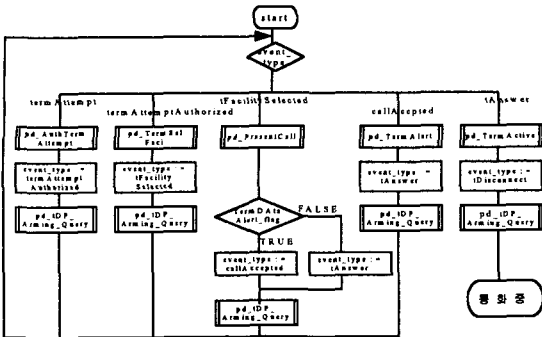 start
event_
type
termAttempt
termAttemptAuthorized
tFacilitySelected
callAccepted
tAnswer
pd_AuthTerm
Attempt
pd_TermSel
Faci
pd_PresentCall
pd_TermAlert
pd_TermActive
event_type :=
termAttempt
Authorized
event_type :=
tFacility
Selected
event_type :=
tAnswer
event_type :=
tDisconnect
pd_tDP_
Arming_Query
pd_tDP_
Arming_Query
TermDAta
Alert_flag
FALSE
TRUE
pd_tDP_
Arming_Query
pd_tDP_
Arming_Query
event_type :=
callAccepted
event_type :=
tAnswer
pd_tDP_
Arming_Query
통 화 중